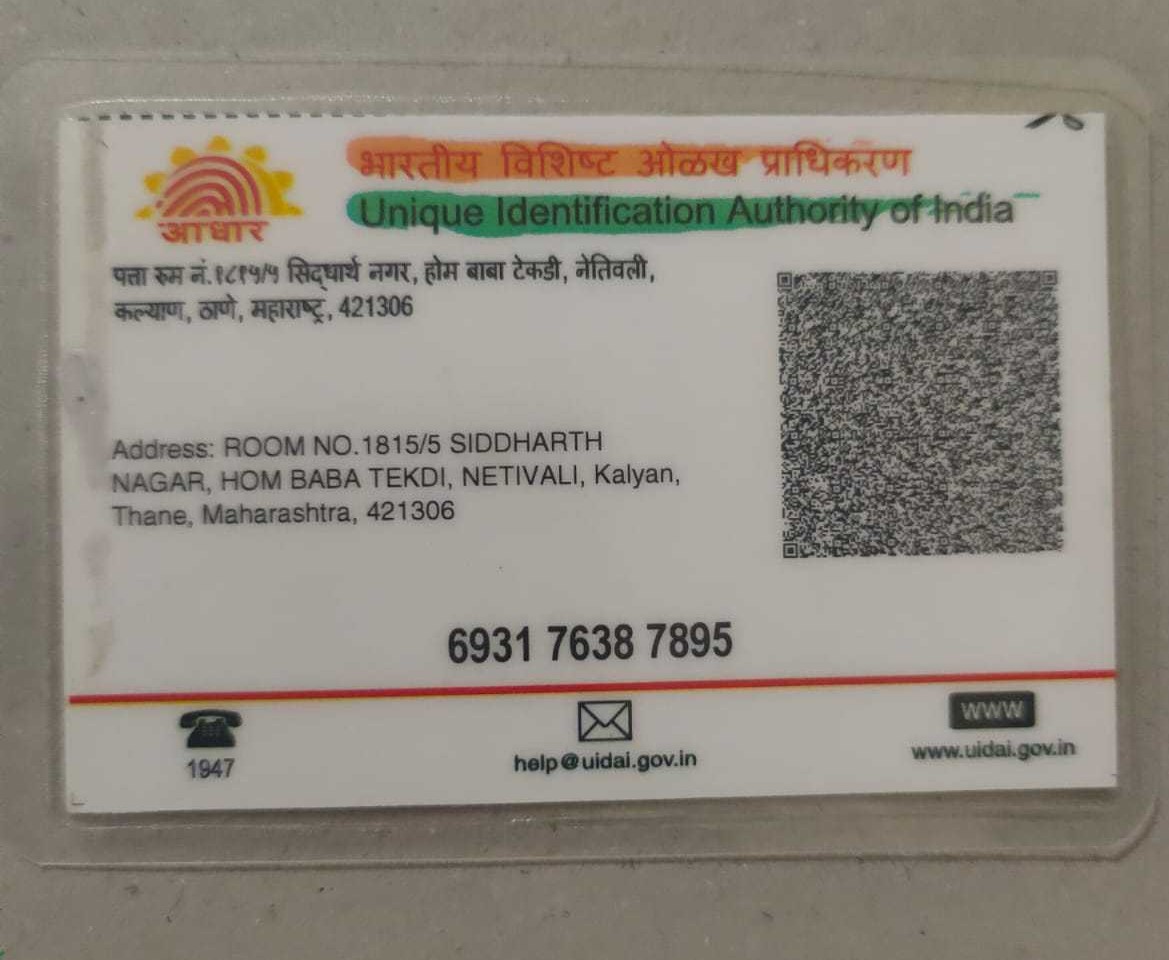 आधार
भारतीय विशिष्ट ओळख प्राधिकरण
Unique Identification Authority of India
पत्ता रुम नं.१८१५/५ सिद्धार्थ नगर, होम बाबा टेकडी, नेतिवली,
कल्याण, ठाणे, महाराष्ट्र, 421306
Address: ROOM NO.1815/5 SIDDHARTH
NAGAR, HOM BABA TEKDI, NETIVALI, Kalyan,
Thane, Maharashtra, 421306
6931 7638 7895
1947
help@uidai.gov.in
WWW
www.uidai.gov.in